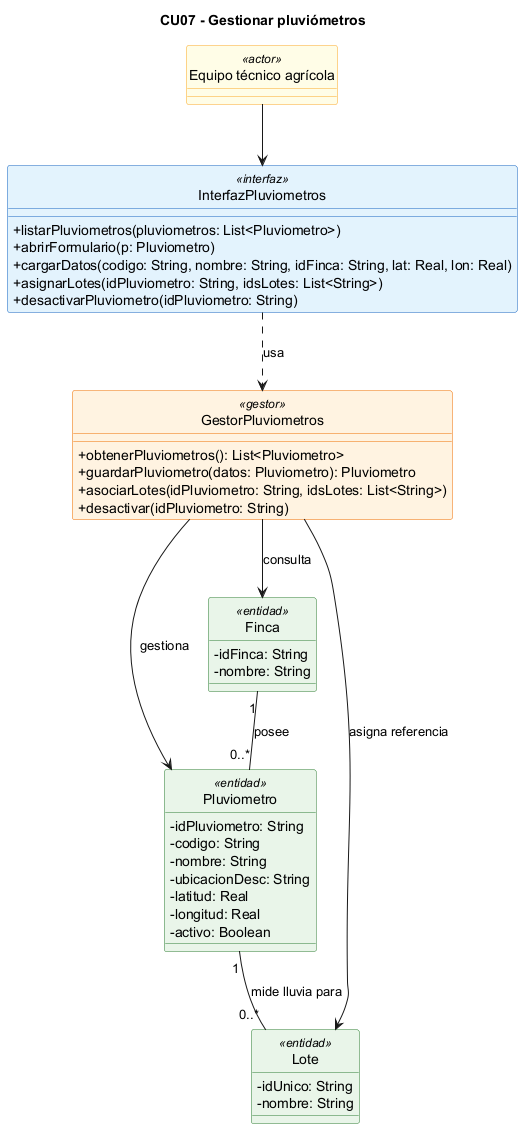 CU07 - Gestionar pluviómetros
«actor»
Equipo técnico agrícola
«interfaz»
InterfazPluviometros
+listarPluviometros(pluviometros: List<Pluviometro>)
+abrirFormulario(p: Pluviometro)
+cargarDatos(codigo: String, nombre: String, idFinca: String, lat: Real, lon: Real)
+asignarLotes(idPluviometro: String, idsLotes: List<String>)
+desactivarPluviometro(idPluviometro: String)
usa
«gestor»
GestorPluviometros
+obtenerPluviometros(): List<Pluviometro>
+guardarPluviometro(datos: Pluviometro): Pluviometro
+asociarLotes(idPluviometro: String, idsLotes: List<String>)
+desactivar(idPluviometro: String)
consulta
«entidad»
Finca
-idFinca: String
-nombre: String
gestiona
1
posee
asigna referencia
0..*
«entidad»
Pluviometro
-idPluviometro: String
-codigo: String
-nombre: String
-ubicacionDesc: String
-latitud: Real
-longitud: Real
-activo: Boolean
1
mide lluvia para
0..*
«entidad»
Lote
-idUnico: String
-nombre: String